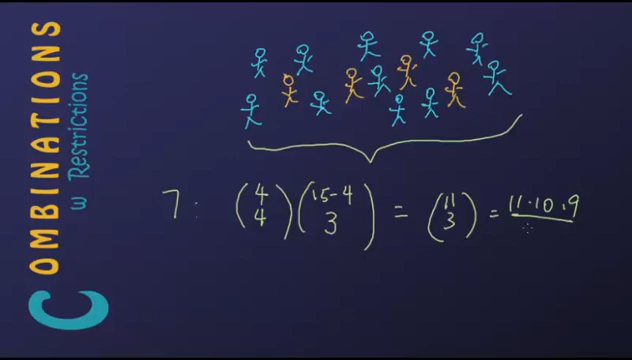 COMBINATIONS
w Restrictions
7: (4 4)(15-4 3) = (11 3) = 11·10·9